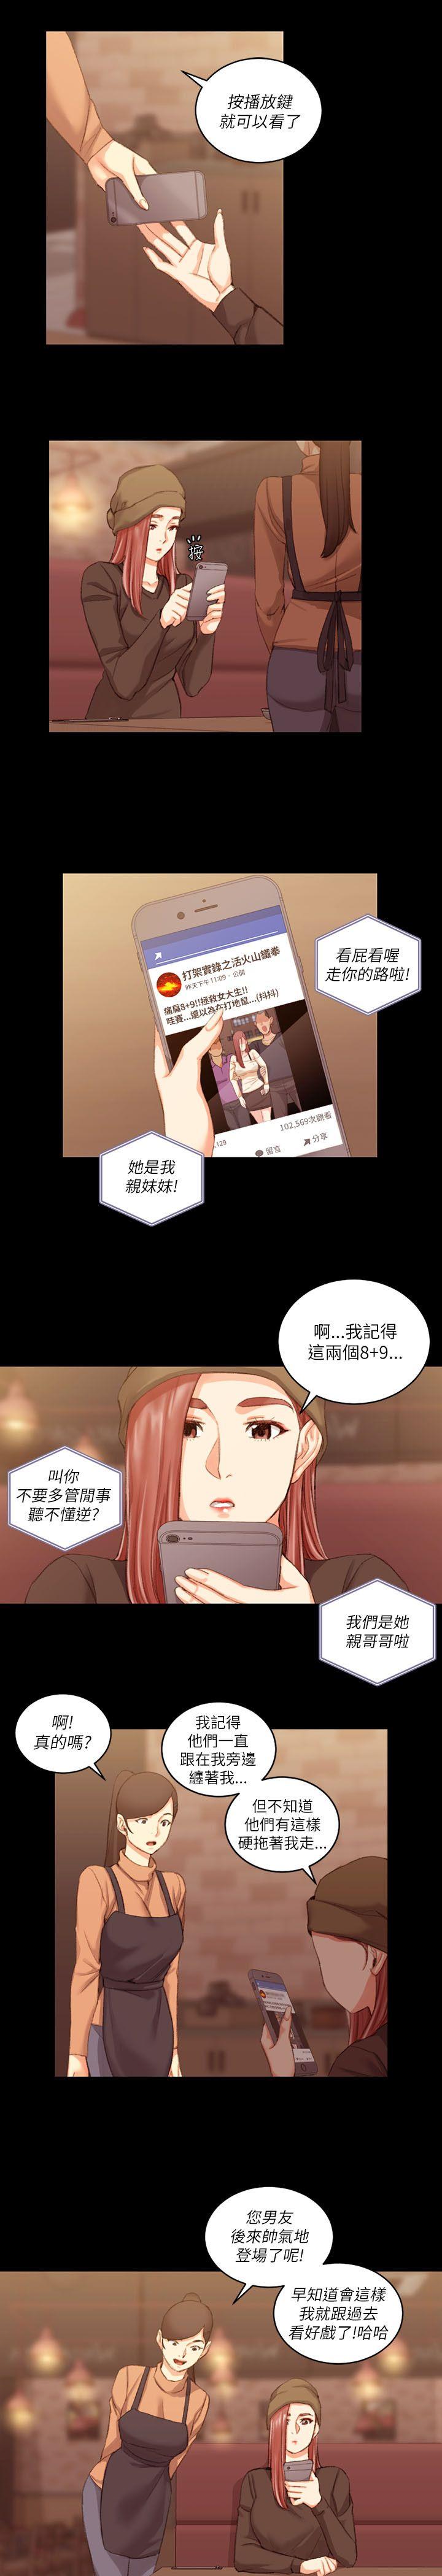 按播放鍵
就可以看了
按
打架實錄之活火山鐵拳
昨天下午 11:09 · 公開
痛扁8+9!!拯救女大生!!
哇賽...還以為在打地鼠...(抖抖)
102,569次觀看
留言
分享
看屁看喔
走你的路啦!
她是我
親妹妹!
啊...我記得
這兩個8+9...
叫你
不要多管閒事
聽不懂逆?
我們是她
親哥哥啦
啊!
真的嗎?
我記得
他們一直
跟在我旁邊
纏著我...
但不知道
他們有這樣
硬拖著我走...
您男友
後來帥氣地
登場了呢!
早知道會這樣
我就跟過去
看好戲了!哈哈